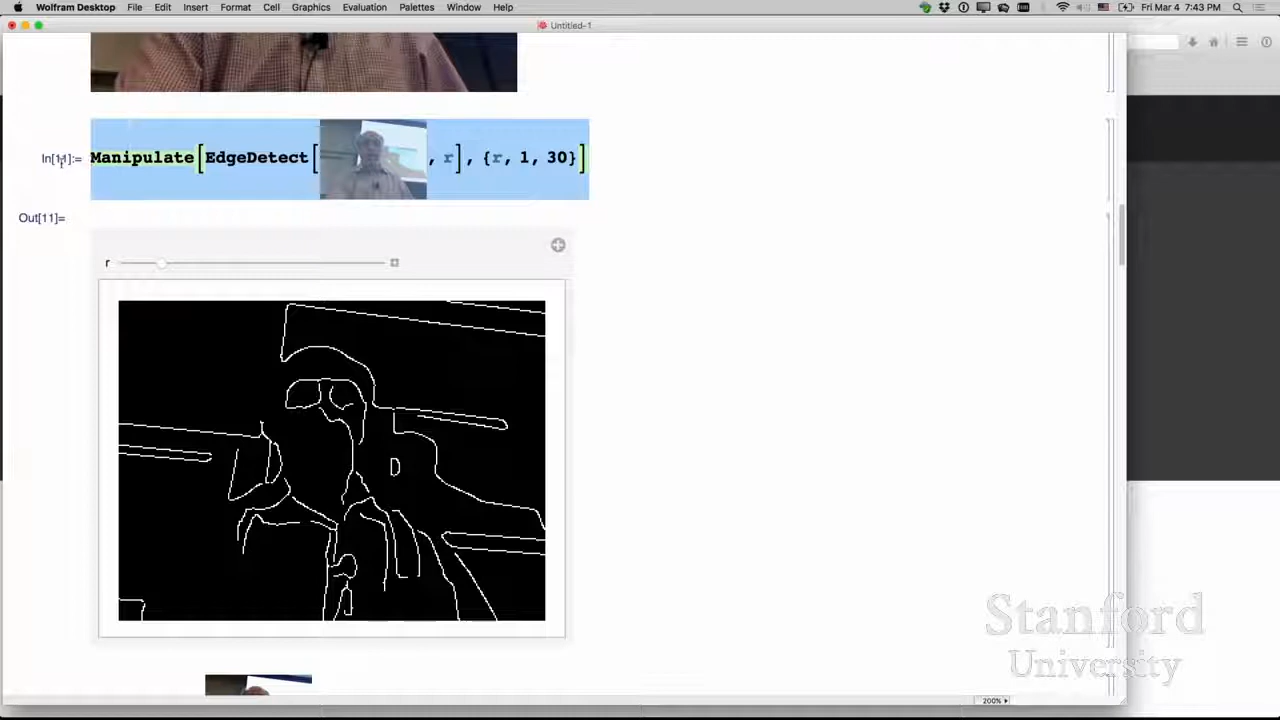 Wolfram Desktop File Edit Insert Format Cell Graphics Evaluation Palettes Window Help Fri Mar 4 7:43 PM
Untitled-1
In[11]:= Manipulate[EdgeDetect[ , r], {r, 1, 30}]
Out[11]=
r
Stanford
University
200%